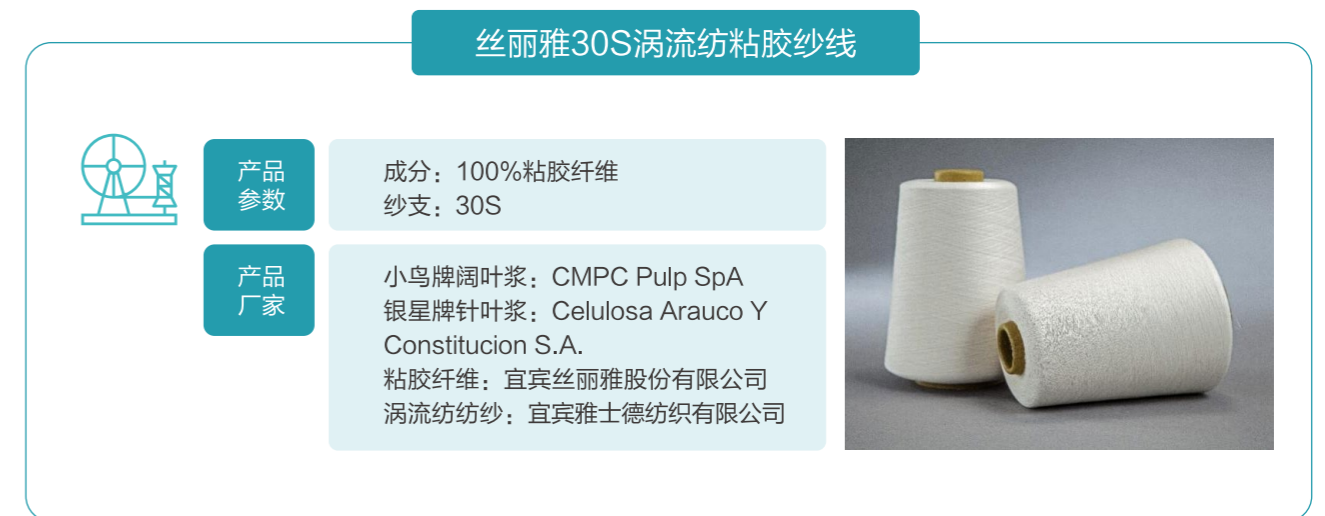 丝丽雅30S涡流纺粘胶纱线
产品
参数
成分：100%粘胶纤维
纱支：30S
产品
厂家
小鸟牌阔叶浆：CMPC Pulp SpA
银星牌针叶浆：Celulosa Arauco Y
Constitucion S.A.
粘胶纤维：宜宾丝丽雅股份有限公司
涡流纺纺纱：宜宾雅士德纺织有限公司